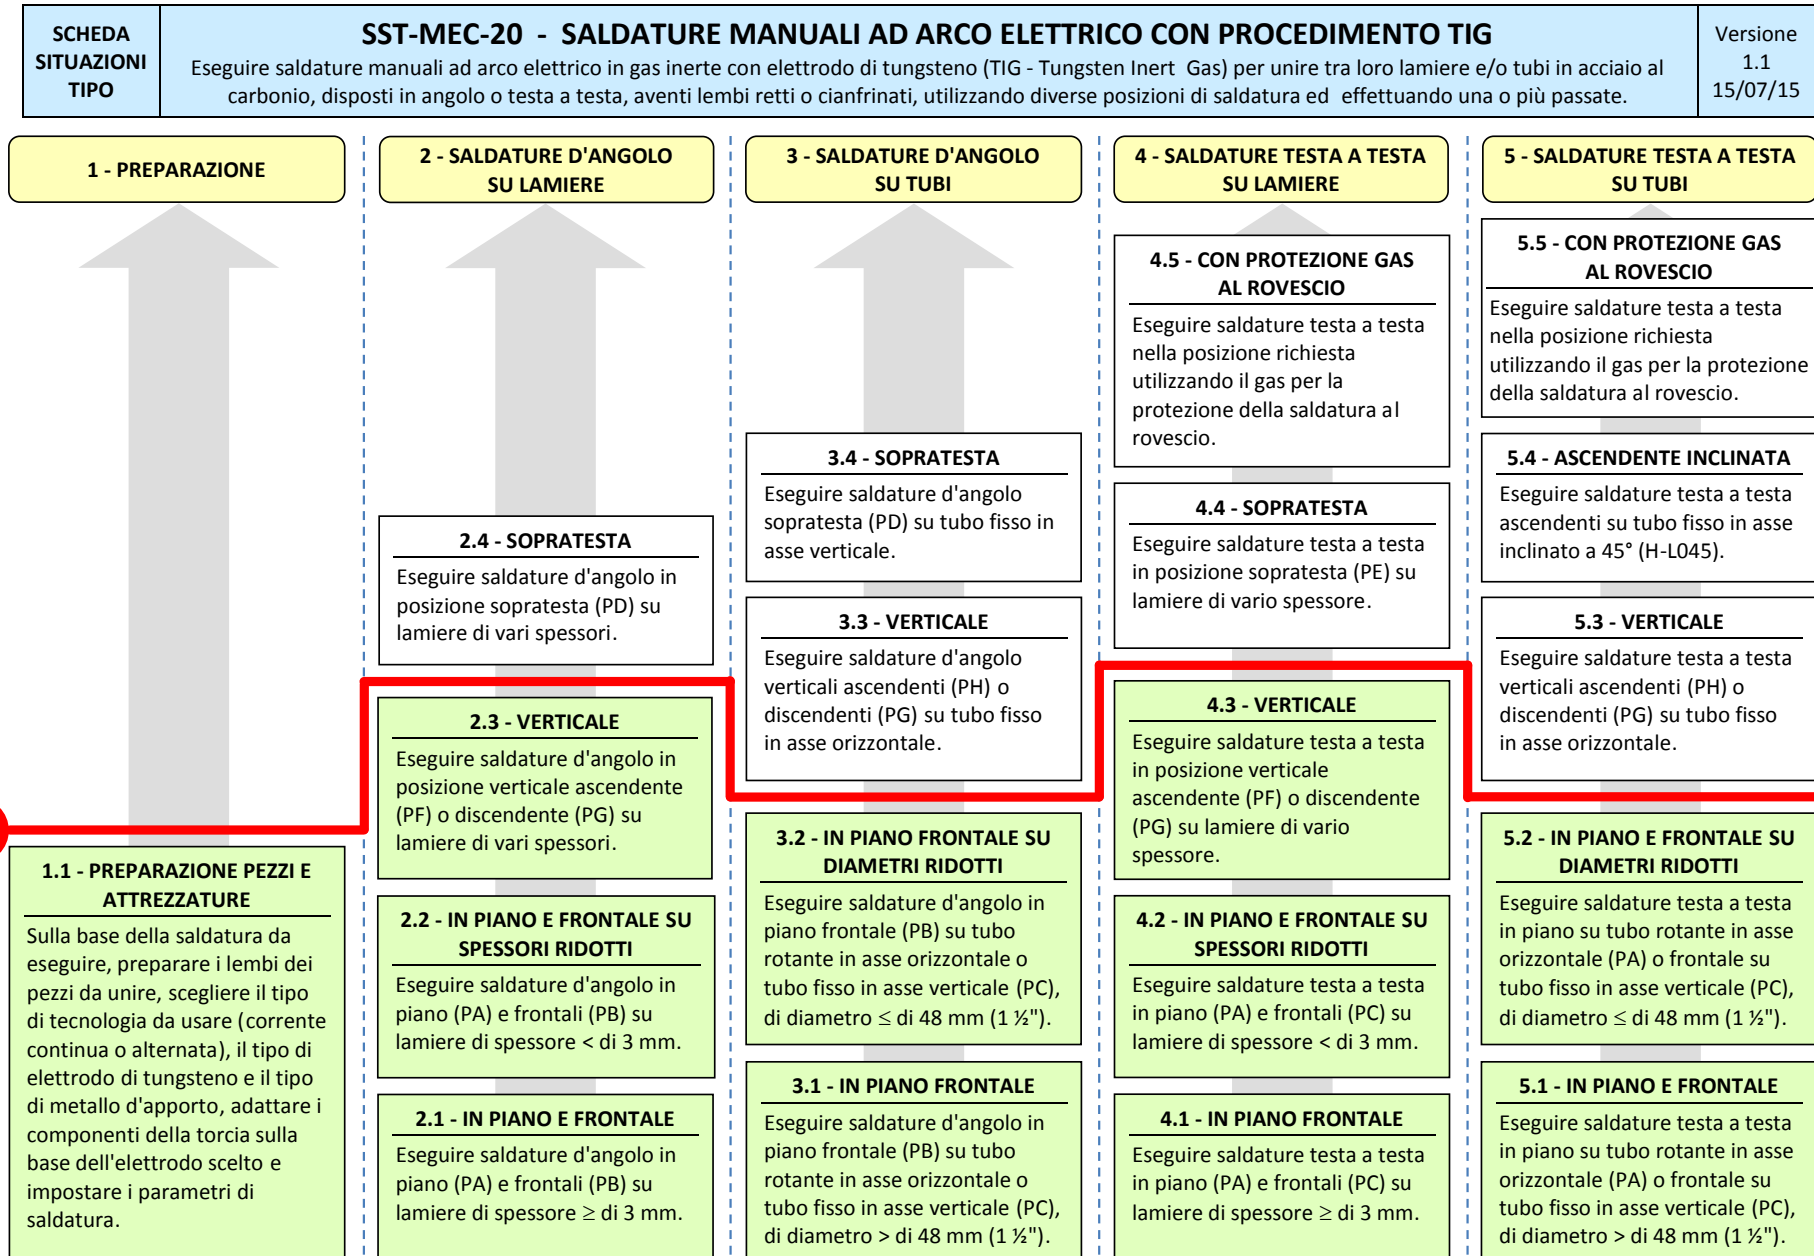 SCHEDA
SITUAZIONI
TIPO
SST-MEC-20 - SALDATURE MANUALI AD ARCO ELETTRICO CON PROCEDIMENTO TIG
Eseguire saldature manuali ad arco elettrico in gas inerte con elettrodo di tungsteno (TIG - Tungsten Inert Gas) per unire tra loro lamiere e/o tubi in acciaio al
carbonio, disposti in angolo o testa a testa, aventi lembi retti o cianfrinati, utilizzando diverse posizioni di saldatura ed effettuando una o più passate.
Versione
1.1
15/07/15
1 - PREPARAZIONE
1.1 - PREPARAZIONE PEZZI E
ATTREZZATURE
Sulla base della saldatura da
eseguire, preparare i lembi dei
pezzi da unire, scegliere il tipo
di tecnologia da usare (corrente
continua o alternata), il tipo di
elettrodo di tungsteno e il tipo
di metallo d'apporto, adattare i
componenti della torcia sulla
base dell'elettrodo scelto e
impostare i parametri di
saldatura.
2 - SALDATURE D'ANGOLO
SU LAMIERE
2.4 - SOPRATESTA
Eseguire saldature d'angolo in
posizione sopratesta (PD) su
lamiere di vari spessori.
2.3 - VERTICALE
Eseguire saldature d'angolo in
posizione verticale ascendente
(PF) o discendente (PG) su
lamiere di vari spessori.
2.2 - IN PIANO E FRONTALE SU
SPESSORI RIDOTTI
Eseguire saldature d'angolo in
piano (PA) e frontali (PB) su
lamiere di spessore < di 3 mm.
2.1 - IN PIANO E FRONTALE
Eseguire saldature d'angolo in
piano (PA) e frontali (PB) su
lamiere di spessore ≥ di 3 mm.
3 - SALDATURE D'ANGOLO
SU TUBI
3.4 - SOPRATESTA
Eseguire saldature d'angolo
sopratesta (PD) su tubo fisso in
asse verticale.
3.3 - VERTICALE
Eseguire saldature d'angolo
verticali ascendenti (PH) o
discendenti (PG) su tubo fisso
in asse orizzontale.
3.2 - IN PIANO FRONTALE SU
DIAMETRI RIDOTTI
Eseguire saldature d'angolo in
piano frontale (PB) su tubo
rotante in asse orizzontale o
tubo fisso in asse verticale (PC),
di diametro ≤ di 48 mm (1 ½").
3.1 - IN PIANO FRONTALE
Eseguire saldature d'angolo in
piano frontale (PB) su tubo
rotante in asse orizzontale o
tubo fisso in asse verticale (PC),
di diametro > di 48 mm (1 ½").
4 - SALDATURE TESTA A TESTA
SU LAMIERE
4.5 - CON PROTEZIONE GAS
AL ROVESCIO
Eseguire saldature testa a testa
nella posizione richiesta
utilizzando il gas per la
protezione della saldatura al
rovescio.
4.4 - SOPRATESTA
Eseguire saldature testa a testa
in posizione sopratesta (PE) su
lamiere di vario spessore.
4.3 - VERTICALE
Eseguire saldature testa a testa
in posizione verticale
ascendente (PF) o discendente
(PG) su lamiere di vario
spessore.
4.2 - IN PIANO E FRONTALE SU
SPESSORI RIDOTTI
Eseguire saldature testa a testa
in piano (PA) e frontali (PC) su
lamiere di spessore < di 3 mm.
4.1 - IN PIANO FRONTALE
Eseguire saldature testa a testa
in piano (PA) e frontali (PC) su
lamiere di spessore ≥ di 3 mm.
5 - SALDATURE TESTA A TESTA
SU TUBI
5.5 - CON PROTEZIONE GAS
AL ROVESCIO
Eseguire saldature testa a testa
nella posizione richiesta
utilizzando il gas per la protezione
della saldatura al rovescio.
5.4 - ASCENDENTE INCLINATA
Eseguire saldature testa a testa
ascendenti su tubo fisso in asse
inclinato a 45° (H-L045).
5.3 - VERTICALE
Eseguire saldature testa a testa
verticali ascendenti (PH) o
discendenti (PG) su tubo fisso
in asse orizzontale.
5.2 - IN PIANO E FRONTALE SU
DIAMETRI RIDOTTI
Eseguire saldature testa a testa
in piano su tubo rotante in asse
orizzontale (PA) o frontale su
tubo fisso in asse verticale (PC),
di diametro ≤ di 48 mm (1 ½").
5.1 - IN PIANO E FRONTALE
Eseguire saldature testa a testa
in piano su tubo rotante in asse
orizzontale (PA) o frontale su
tubo fisso in asse verticale (PC),
di diametro > di 48 mm (1 ½").